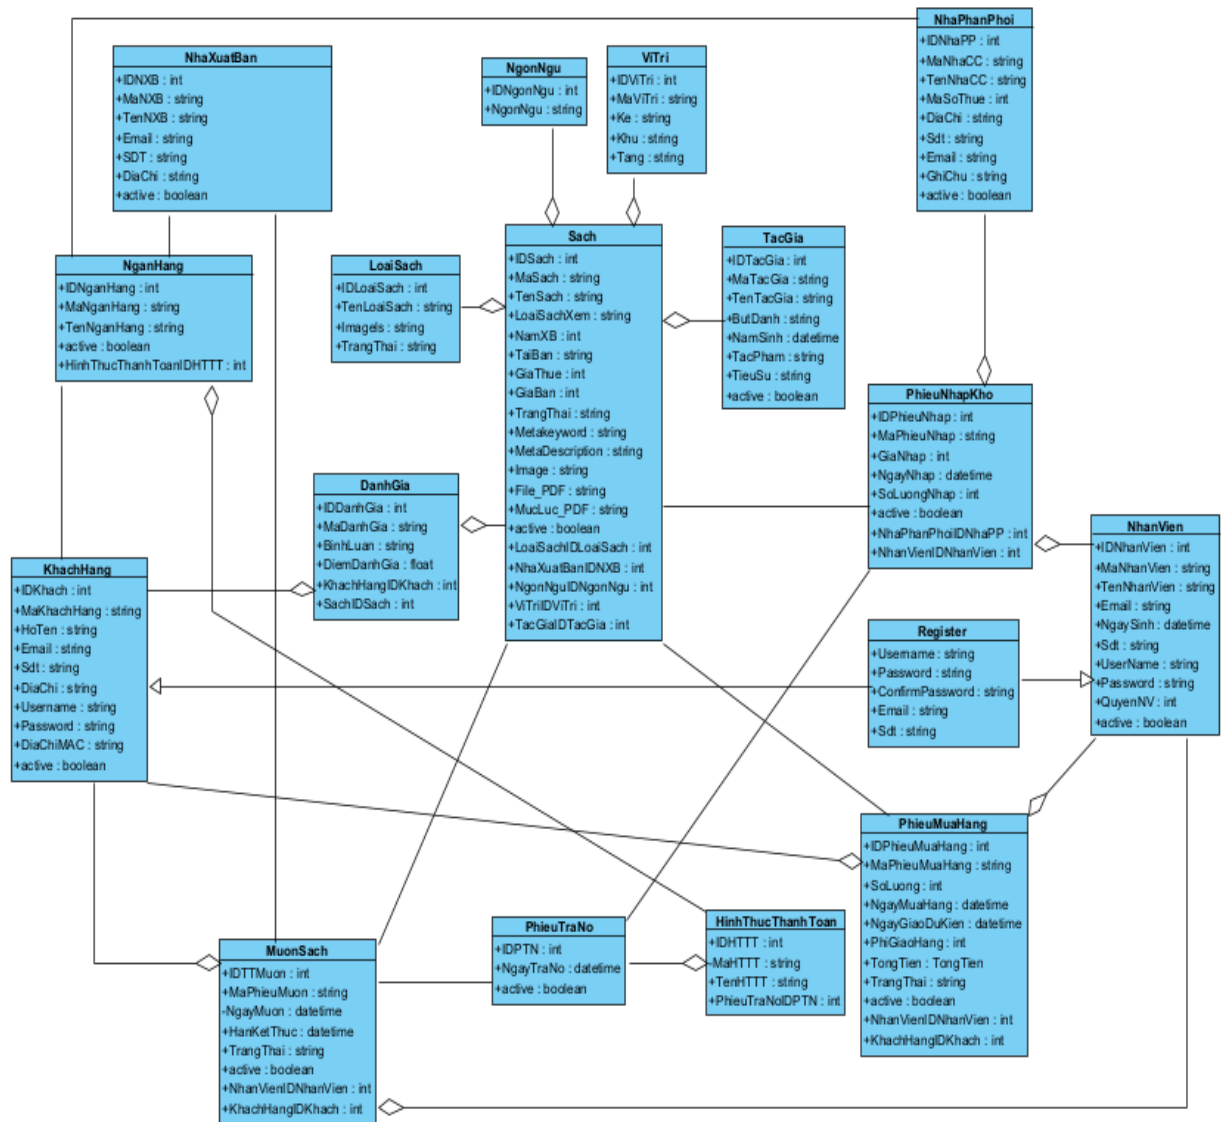 NhaPhanPhoi
+IDNhaPP : int
+MaNhaCC : string
+TenNhaCC : string
+MaSoThue : int
+DiaChi : string
+Sdt : string
+Email : string
+GhiChu : string
+active : boolean
NhaXuatBan
+IDNXB : int
+MaNXB : string
+TenNXB : string
+Email : string
+SDT : string
+DiaChi : string
+active : boolean
NgonNgu
+IDNgonNgu : int
+NgonNgu : string
ViTri
+IDViTri : int
+MaViTri : string
+Ke : string
+Khu : string
+Tang : string
NganHang
+IDNganHang : int
+MaNganHang : string
+TenNganHang : string
+active : boolean
+HinhThucThanhToanIDHTTT : int
LoaiSach
+IDLoaiSach : int
+TenLoaiSach : string
+Imagels : string
+TrangThai : string
Sach
+IDSach : int
+MaSach : string
+TenSach : string
+LoaiSachXem : string
+NamXB : int
+TaiBan : string
+GiaThue : int
+GiaBan : int
+TrangThai : string
+Metakeyword : string
+MetaDescription : string
+Image : string
+File_PDF : string
+MucLuc_PDF : string
+active : boolean
+LoaiSachIDLoaiSach : int
+NhaXuatBanIDNXB : int
+NgonNguIDNgonNgu : int
+ViTriIDViTri : int
+TacGiaIDTacGia : int
TacGia
+IDTacGia : int
+MaTacGia : string
+TenTacGia : string
+ButDanh : string
+NamSinh : datetime
+TacPham : string
+TieuSu : string
+active : boolean
PhieuNhapKho
+IDPhieuNhap : int
+MaPhieuNhap : string
+GiaNhap : int
+NgayNhap : datetime
+SoLuongNhap : int
+active : boolean
+NhaPhanPhoiIDNhaPP : int
+NhanVienIDNhanVien : int
DanhGia
+IDDanhGia : int
+MaDanhGia : string
+BinhLuan : string
+DiemDanhGia : float
+KhachHangIDKhach : int
+SachIDSach : int
NhanVien
+IDNhanVien : int
+MaNhanVien : string
+TenNhanVien : string
+Email : string
+NgaySinh : datetime
+Sdt : string
+UserName : string
+Password : string
+QuyenNV : int
+active : boolean
KhachHang
+IDKhach : int
+MaKhachHang : string
+HoTen : string
+Email : string
+Sdt : string
+DiaChi : string
+Username : string
+Password : string
+DiaChiMAC : string
+active : boolean
Register
+Username : string
+Password : string
+ConfirmPassword : string
+Email : string
+Sdt : string
PhieuMuaHang
+IDPhieuMuaHang : int
+MaPhieuMuaHang : string
+SoLuong : int
+NgayMuaHang : datetime
+NgayGiaoDuKien : datetime
+PhiGiaoHang : int
+TongTien : TongTien
+TrangThai : string
+active : boolean
+NhanVienIDNhanVien : int
+KhachHangIDKhach : int
PhieuTraNo
+IDPTN : int
+NgayTraNo : datetime
+active : boolean
HinhThucThanhToan
+IDHTTT : int
-MaHTTT : string
+TenHTTT : string
+PhieuTraNoIDPTN : int
MuonSach
+IDTTMuon : int
+MaPhieuMuon : string
-NgayMuon : datetime
+HanKetThuc : datetime
+TrangThai : string
+active : boolean
+NhanVienIDNhanVien : int
+KhachHangIDKhach : int